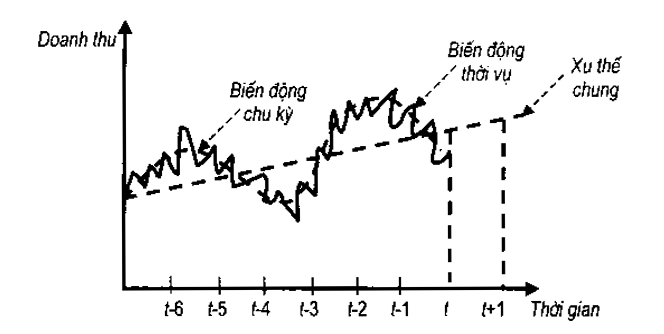 Doanh thu
Biến động
chu kỳ
Biến động
thời vụ
Xu thế
chung
t-6
t-5
t-4
t-3
t-2
t-1
t
t+1
Thời gian